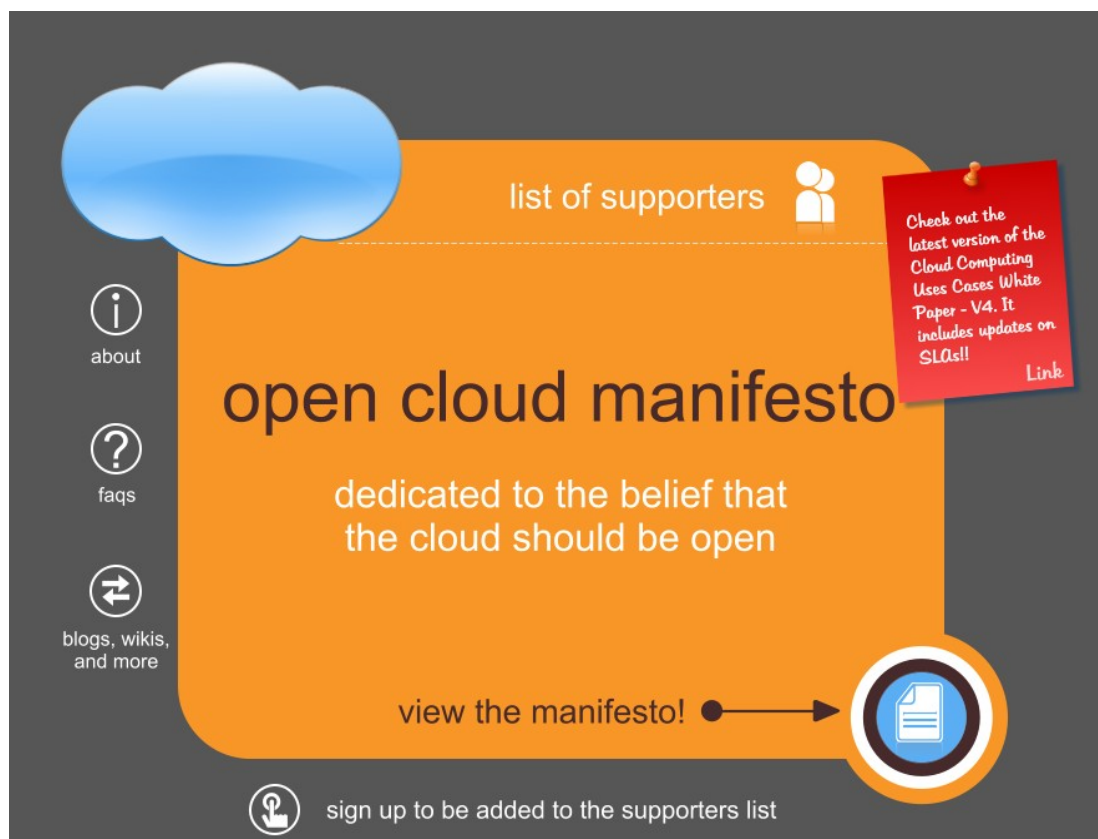 list of supporters
Check out the
latest version of the
Cloud Computing
Uses Cases White
Paper - V4. It
includes updates on
SLAs!!
Link
about
open cloud manifesto
faqs
dedicated to the belief that
the cloud should be open
blogs, wikis,
and more
view the manifesto!
sign up to be added to the supporters list